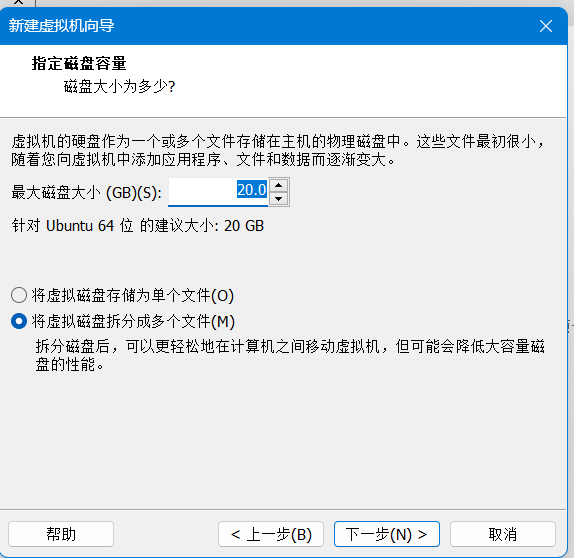 新建虚拟机向导
指定磁盘容量
磁盘大小为多少?
虚拟机的硬盘作为一个或多个文件存储在主机的物理磁盘中。这些文件最初很小，
随着您向虚拟机中添加应用程序、文件和数据而逐渐变大。
最大磁盘大小 (GB)(S): 20.0
针对 Ubuntu 64 位 的建议大小: 20 GB
将虚拟磁盘存储为单个文件(O)
将虚拟磁盘拆分成多个文件(M)
拆分磁盘后，可以更轻松地在计算机之间移动虚拟机，但可能会降低大容量磁
盘的性能。
帮助 < 上一步(B) 下一步(N) > 取消